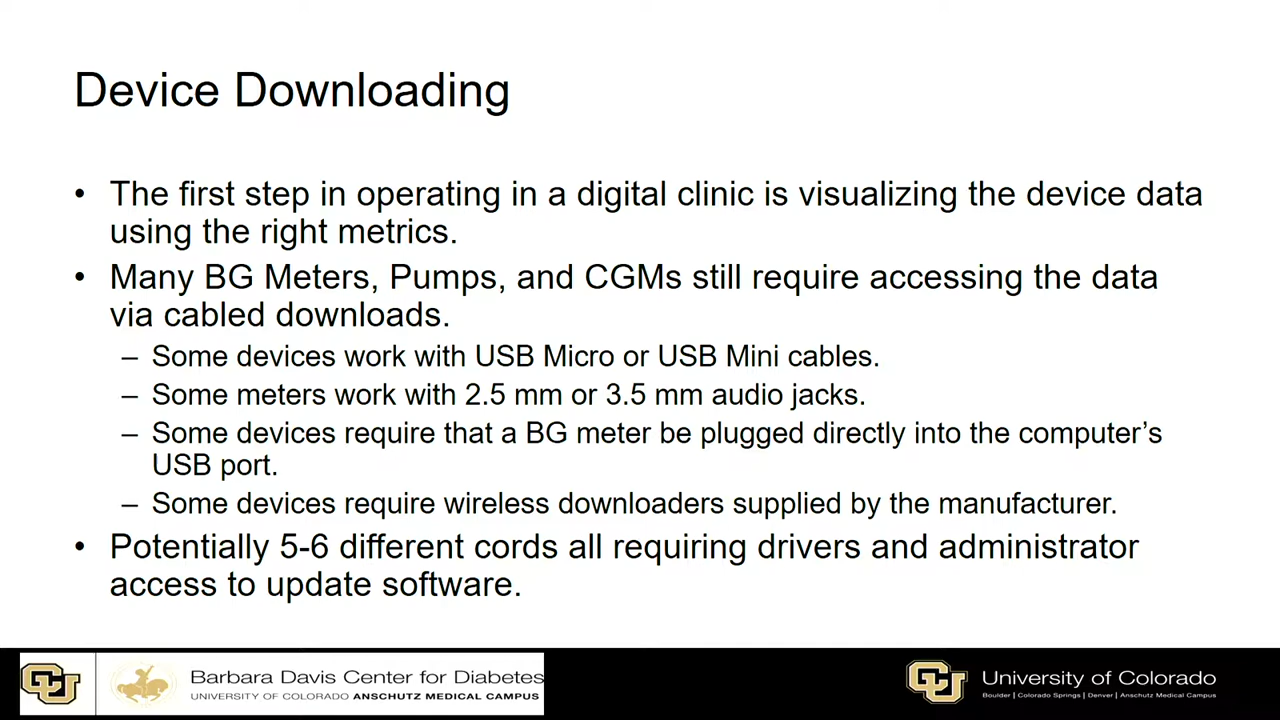 Device Downloading
• The first step in operating in a digital clinic is visualizing the device data
using the right metrics.
• Many BG Meters, Pumps, and CGMs still require accessing the data
via cabled downloads.
– Some devices work with USB Micro or USB Mini cables.
– Some meters work with 2.5 mm or 3.5 mm audio jacks.
– Some devices require that a BG meter be plugged directly into the computer’s
USB port.
– Some devices require wireless downloaders supplied by the manufacturer.
• Potentially 5-6 different cords all requiring drivers and administrator
access to update software.
CU
Barbara Davis Center for Diabetes
UNIVERSITY OF COLORADO ANSCHUTZ MEDICAL CAMPUS
CU
University of Colorado
Boulder | Colorado Springs | Denver | Anschutz Medical Campus